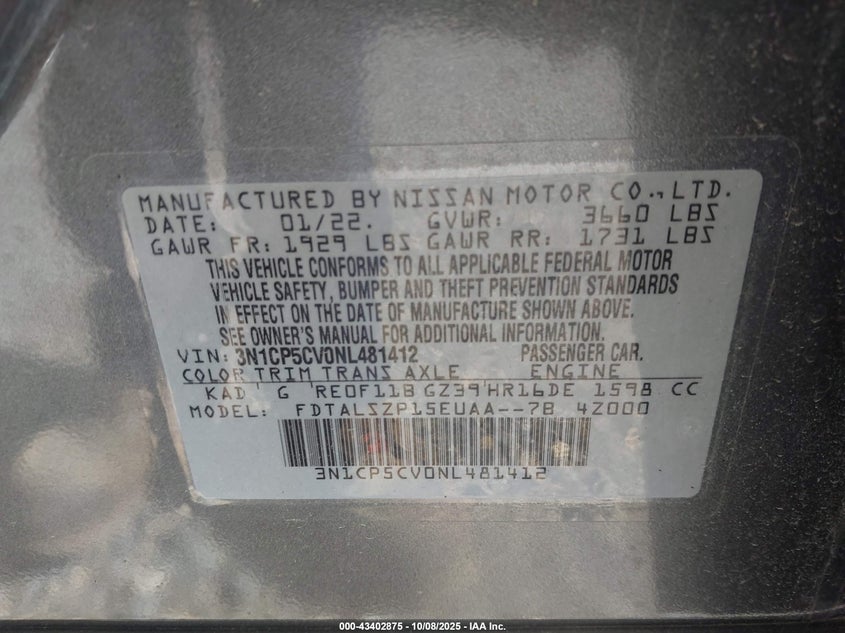 MANUFACTURED BY NISSAN MOTOR CO.,LTD.
DATE: 01/22. GVWR: 3660 LBS
GAWR FR: 1929 LBS GAWR RR: 1731 LBS
THIS VEHICLE CONFORMS TO ALL APPLICABLE FEDERAL MOTOR
VEHICLE SAFETY, BUMPER AND THEFT PREVENTION STANDARDS
IN EFFECT ON THE DATE OF MANUFACTURE SHOWN ABOVE.
SEE OWNER'S MANUAL FOR ADDITIONAL INFORMATION.
VIN: 3N1CP5CV0NL481412 PASSENGER CAR.
COLOR TRIM TRANS AXLE ENGINE
KAD G RE0F11B GZ39 HR16DE 1598 CC
MODEL: FDTALSZP15EUAA--7B 4Z000
3N1CP5CV0NL481412
000-43402875 - 10/08/2025 - IAA Inc.